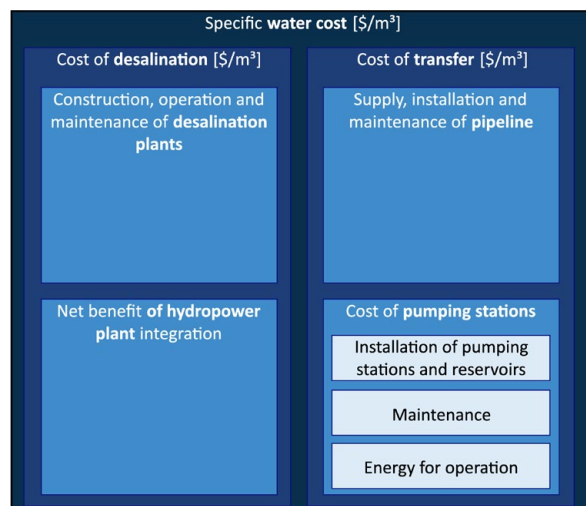 Specific water cost [$/m³]
Cost of desalination [$/m³]
Construction, operation and
maintenance of desalination
plants
Net benefit of hydropower
plant integration
Cost of transfer [$/m³]
Supply, installation and
maintenance of pipeline
Cost of pumping stations
Installation of pumping
stations and reservoirs
Maintenance
Energy for operation